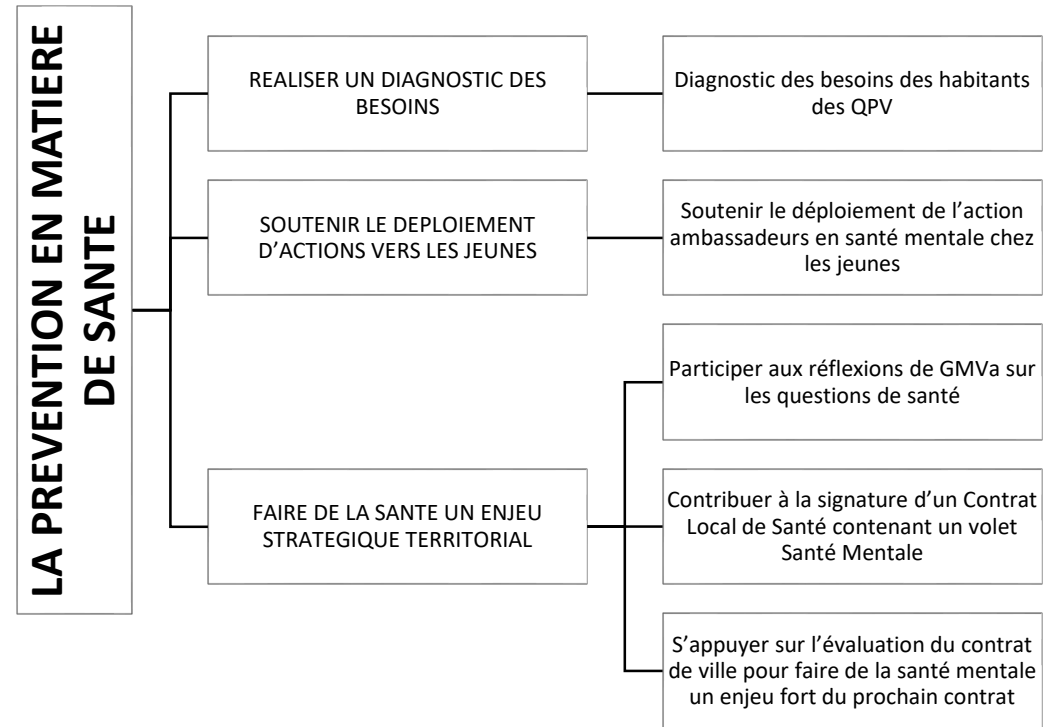 LA PREVENTION EN MATIERE
DE SANTE
REALISER UN DIAGNOSTIC DES
BESOINS
Diagnostic des besoins des habitants
des QPV
SOUTENIR LE DEPLOIEMENT
D’ACTIONS VERS LES JEUNES
Soutenir le déploiement de l’action
ambassadeurs en santé mentale chez
les jeunes
FAIRE DE LA SANTE UN ENJEU
STRATEGIQUE TERRITORIAL
Participer aux réflexions de GMVa sur
les questions de santé
Contribuer à la signature d’un Contrat
Local de Santé contenant un volet
Santé Mentale
S’appuyer sur l’évaluation du contrat
de ville pour faire de la santé mentale
un enjeu fort du prochain contrat